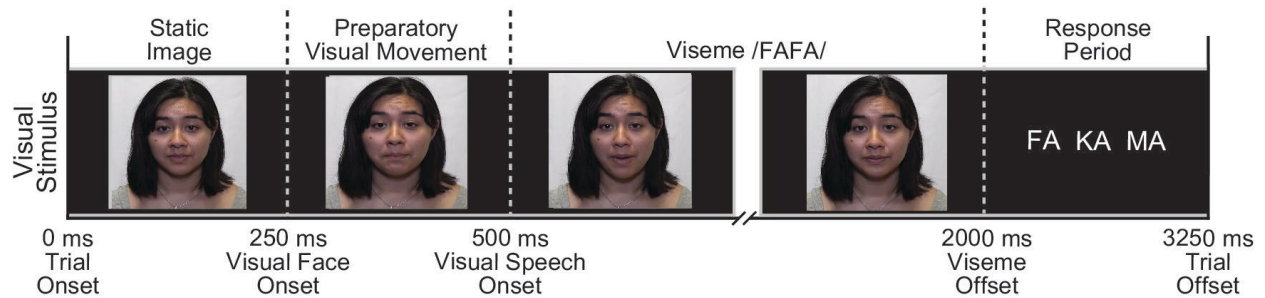 Static
Image
Preparatory
Visual Movement
Viseme /FAFA/
Response
Period
Visual
Stimulus
FA KA MA
0 ms
Trial
Onset
250 ms
Visual Face
Onset
500 ms
Visual Speech
Onset
2000 ms
Viseme
Offset
3250 ms
Trial
Offset